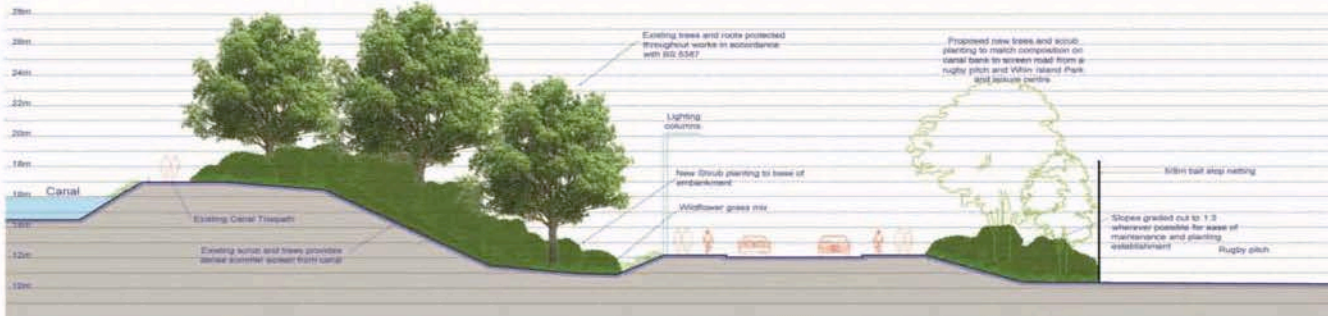 28m
26m
24m
22m
20m
18m
16m
14m
12m
10m
Canal
Existing Canal Towpath
Existing scrub and trees provides
dense summer screen from canal
Existing trees and roots protected
throughout works in accordance
with BS 5387
New Shrub planting to base of
embankment
Wildflower grass mix
Lighting
columns
Proposed new trees and scrub
planting to match composition on
canal bank to screen road from a
rugby pitch and Whin Island Park
and leisure centre
ball stop netting
Slopes graded out to 1:3
wherever possible for ease of
maintenance and planting
establishment
Rugby pitch